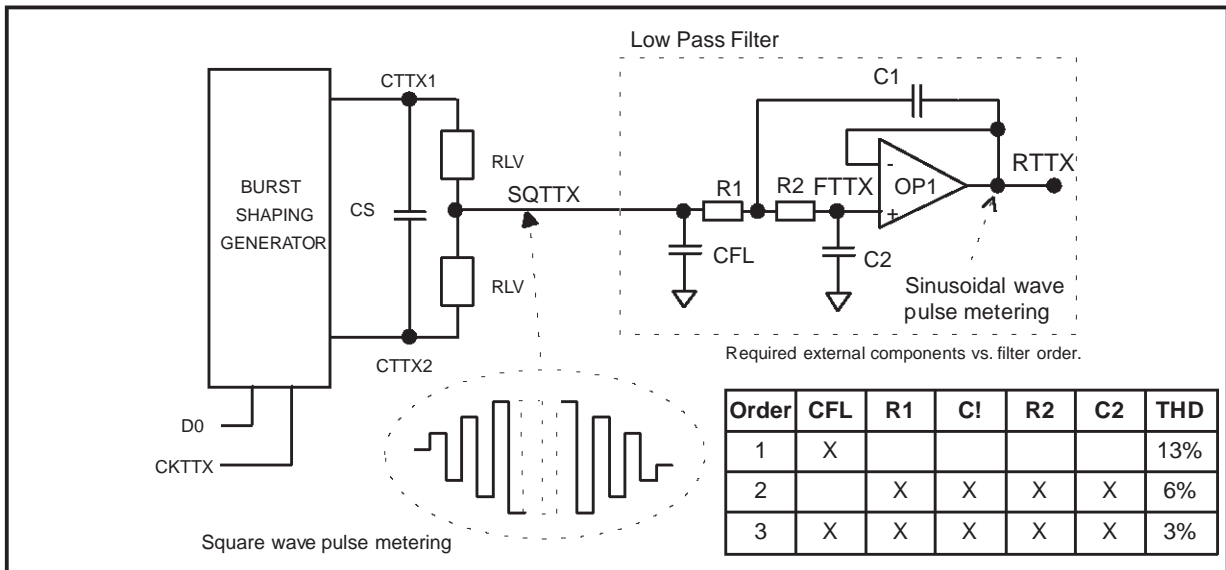 Low Pass Filter
CTTX1
C1
RLV
BURST
SHAPING
GENERATOR
CS
SQTTX
R1
R2
FTTX
-
+
OP1
RTTX
CFL
C2
RLV
Sinusoidal wave
pulse metering
CTTX2
Required external components vs. filter order.
D0
CKTTX
Order CFL R1 C! R2 C2 THD
1 X 13%
2 X X X X 6%
3 X X X X X 3%
Square wave pulse metering